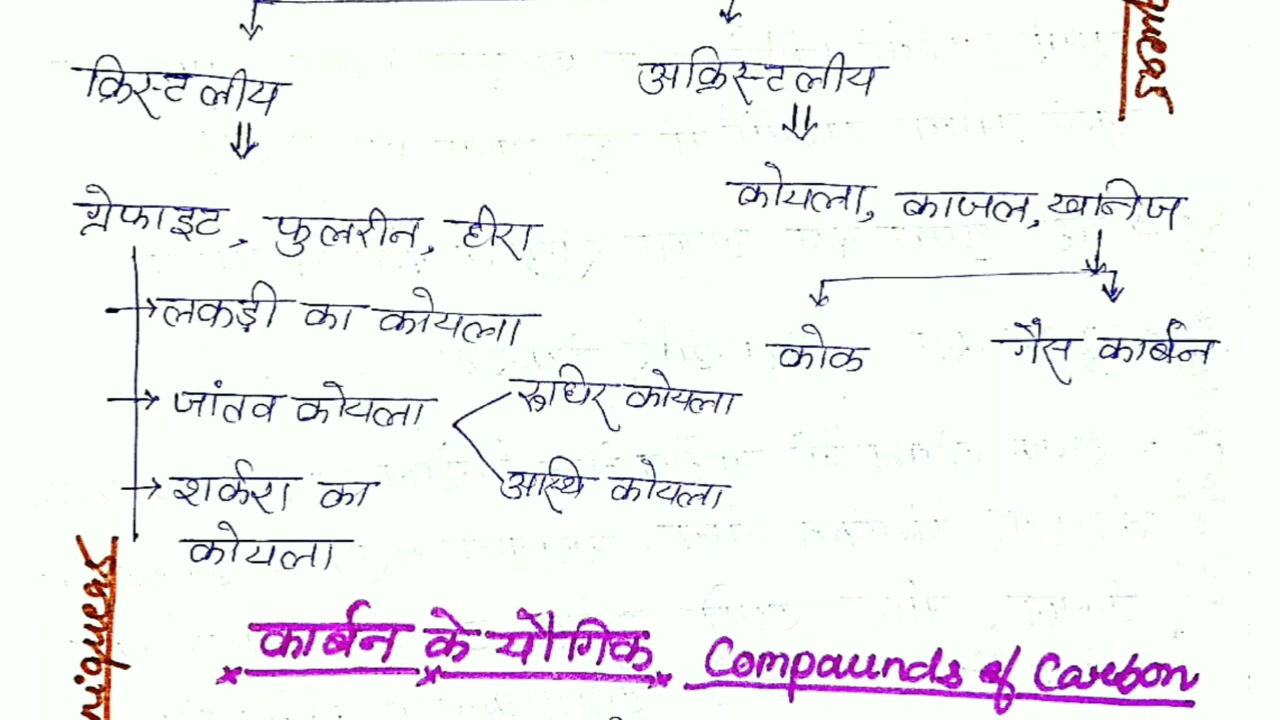 क्रिस्टलीय अक्रिस्टलीय
ग्रेफाइट, फुलरीन, हीरा
कोयला, काजल, खनिज
लकड़ी का कोयला
कोक गैस कार्बन
जांतव कोयला
रूधिर कोयला
अस्थि कोयला
शर्करा का
कोयला
कार्बन के यौगिक Compaunds of Carbon